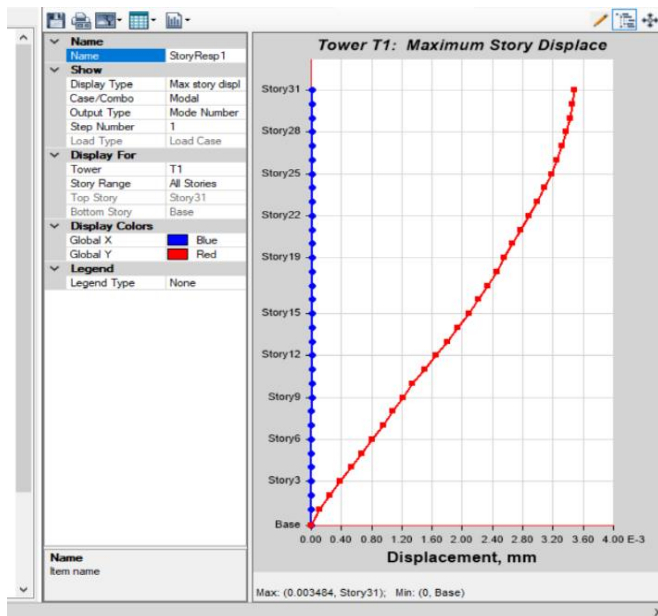 Name
Name StoryResp1
Show
Display Type Max story displ
Case/Combo Modal
Output Type Mode Number
Step Number 1
Load Type Load Case
Display For
Tower T1
Story Range All Stories
Top Story Story31
Bottom Story Base
Display Colors
Global X Blue
Global Y Red
Legend
Legend Type None
Name
Item name
Tower T1: Maximum Story Displace
Story31
Story28
Story25
Story22
Story19
Story15
Story12
Story9
Story6
Story3
Base
0.00 0.40 0.80 1.20 1.60 2.00 2.40 2.80 3.20 3.60 4.00 E-3
Displacement, mm
Max: (0.003484, Story31); Min: (0, Base)